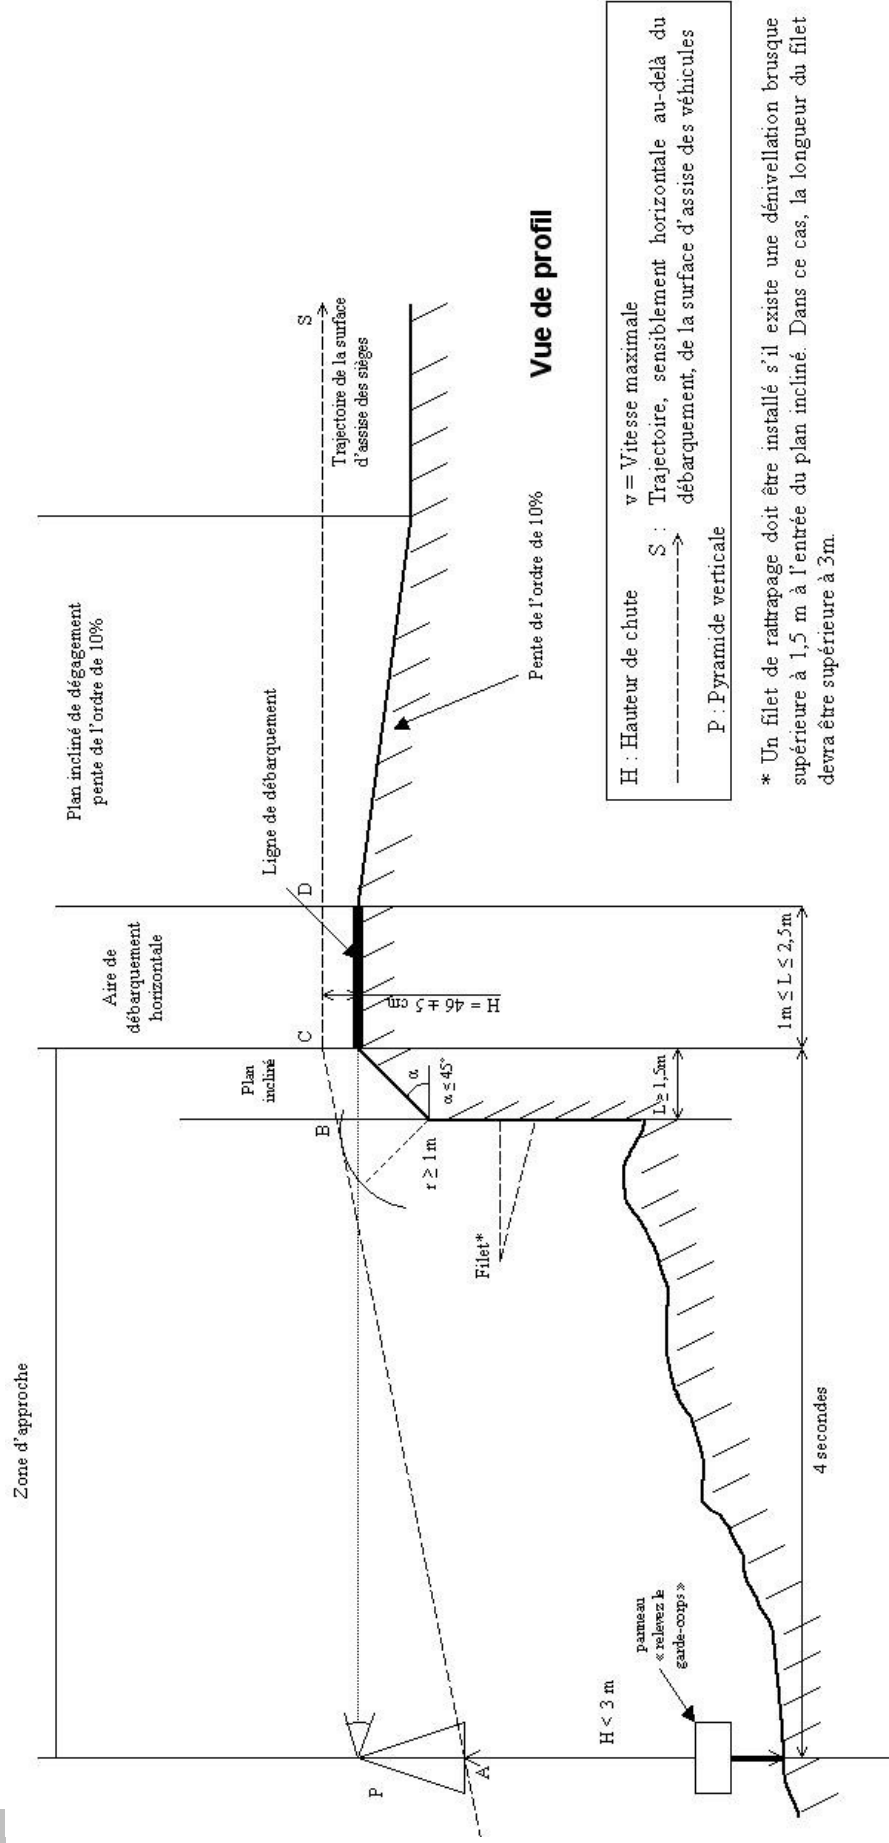 Zone d'approche
Plan incliné de dégagement
pente de l'ordre de 10%
Aire de
débarquement
horizontale
Plan
incliné
Ligne de débarquement
B
C
D
S
Trajectoire de la surface
d'assise des sièges
P
A
H = 46 ± 5 cm
α
α ≤ 45°
r ≥ 1m
Filet*
Pente de l'ordre de 10%
Vue de profil
H < 3 m
panneau
« relevez le
garde-corps »
L ≥ 1,5m
1m ≤ L ≤ 2,5m
4 secondes
H : Hauteur de chute v = Vitesse maximale
S : Trajectoire, sensiblement horizontale au-delà du
débarquement, de la surface d'assise des véhicules
P : Pyramide verticale
* Un filet de rattrapage doit être installé s'il existe une dénivellation brusque
supérieure à 1,5 m à l'entrée du plan incliné. Dans ce cas, la longueur du filet
devra être supérieure à 3m.